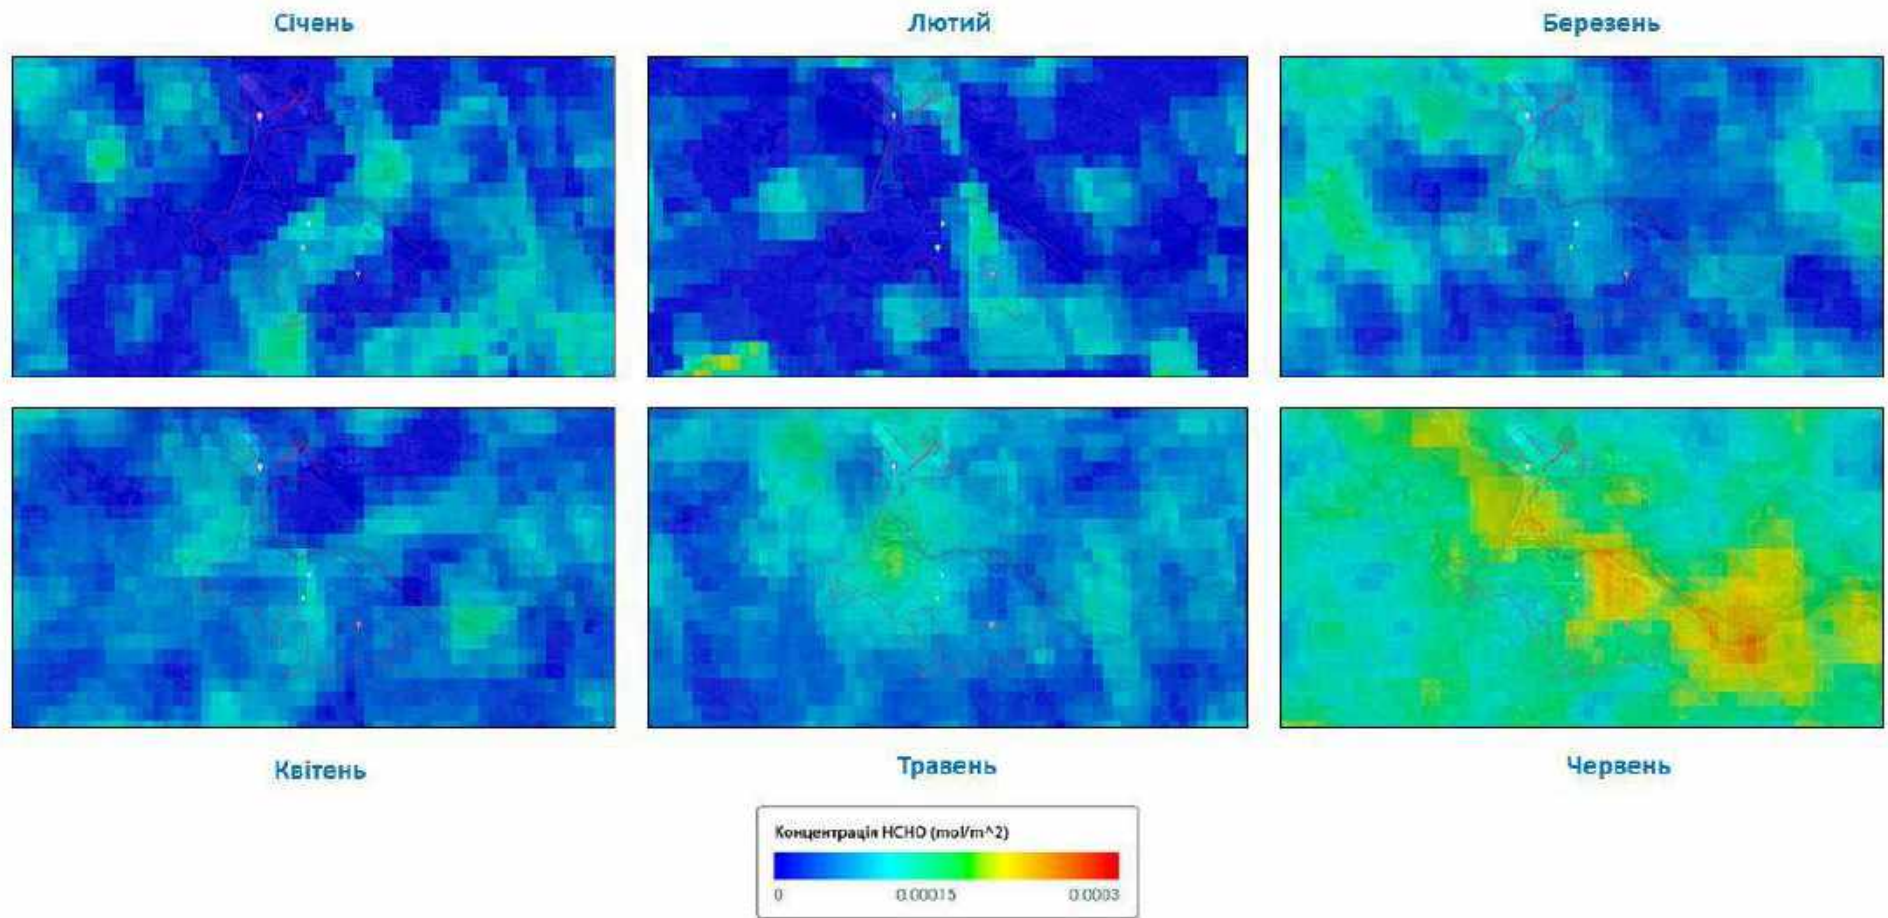 Січень
Лютий
Березень
Квітень
Травень
Червень
Концентрація HCHO (mol/m^2)
0
0.00015
0.0003